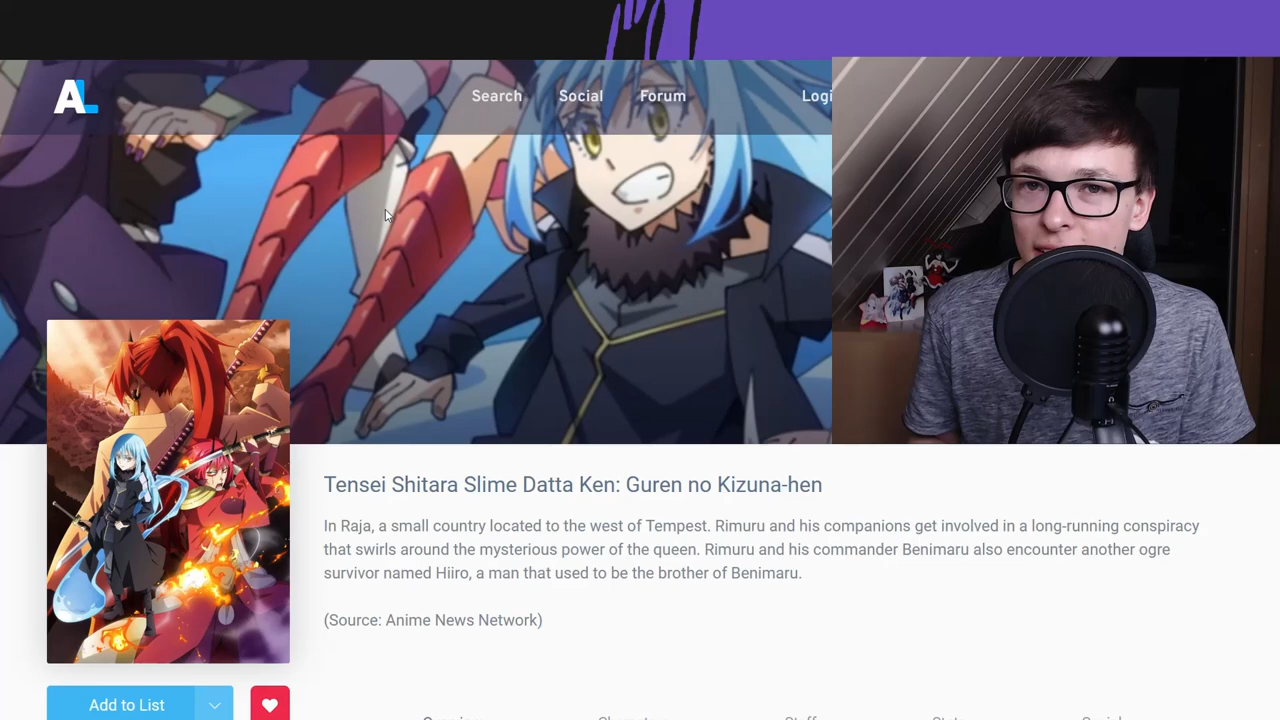 AL
Search Social Forum Logi
Tensei Shitara Slime Datta Ken: Guren no Kizuna-hen
In Raja, a small country located to the west of Tempest. Rimuru and his companions get involved in a long-running conspiracy
that swirls around the mysterious power of the queen. Rimuru and his commander Benimaru also encounter another ogre
survivor named Hiiro, a man that used to be the brother of Benimaru.
(Source: Anime News Network)
Add to List